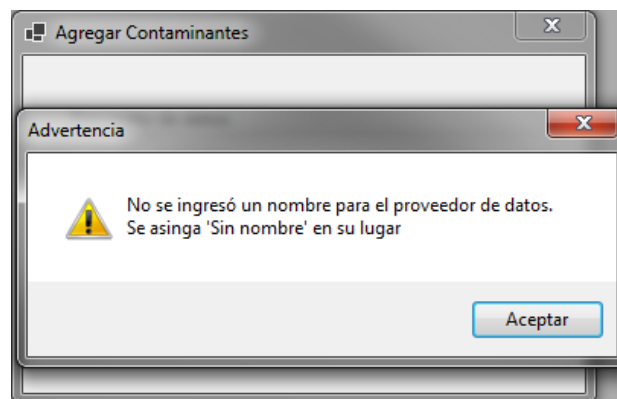 Agregar Contaminantes
Advertencia
No se ingresó un nombre para el proveedor de datos.
Se asinga 'Sin nombre' en su lugar
Aceptar